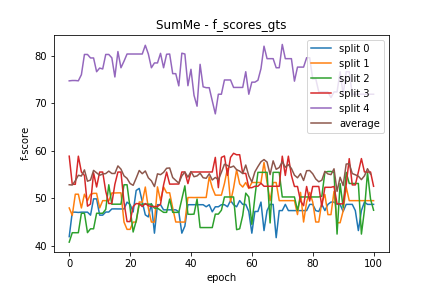 SumMe - f_scores_gts
f-score
80
70
60
50
40
0
20
40
60
80
100
epoch
split 0
split 1
split 2
split 3
split 4
average